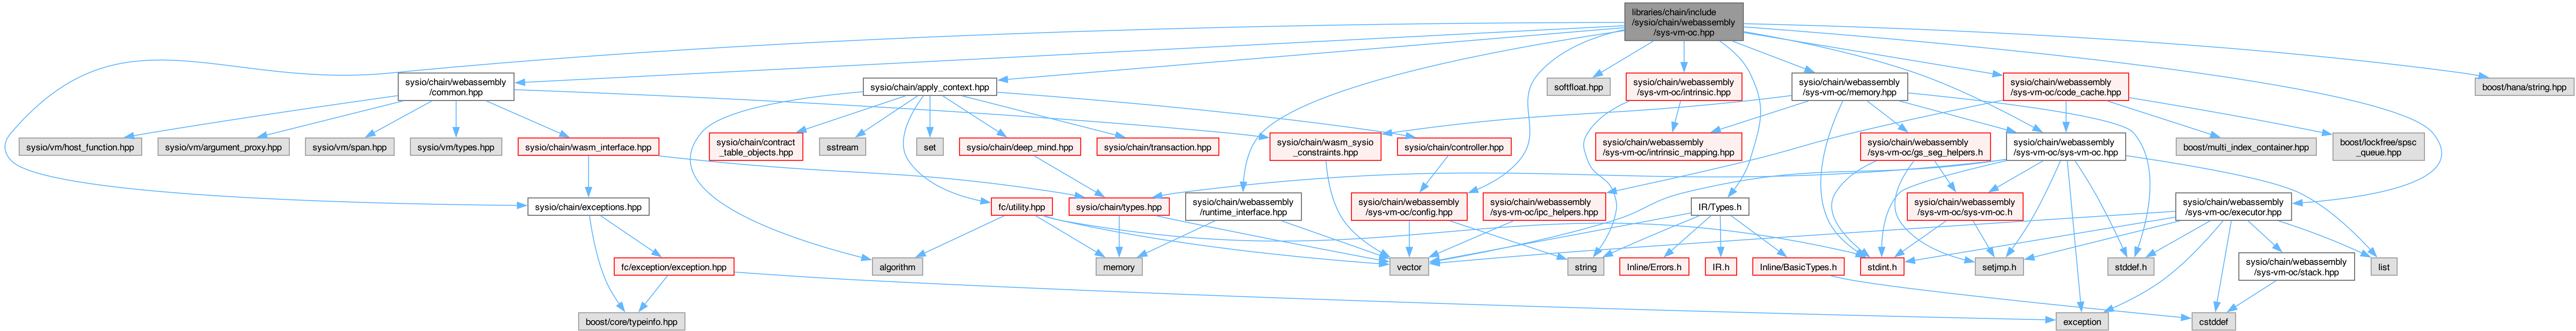 libraries/chain/include
/sysio/chain/webassembly
/sys-vm-oc.hpp
sysio/chain/webassembly
/common.hpp
sysio/chain/apply_context.hpp
softfloat.hpp
sysio/chain/webassembly
/sys-vm-oc/intrinsic.hpp
sysio/chain/webassembly
/sys-vm-oc/memory.hpp
sysio/chain/webassembly
/sys-vm-oc/code_cache.hpp
boost/hana/string.hpp
sysio/vm/host_function.hpp
sysio/vm/argument_proxy.hpp
sysio/vm/span.hpp
sysio/vm/types.hpp
sysio/chain/wasm_interface.hpp
sysio/chain/contract
_table_objects.hpp
sstream
set
sysio/chain/deep_mind.hpp
sysio/chain/transaction.hpp
sysio/chain/wasm_sysio
_constraints.hpp
sysio/chain/controller.hpp
sysio/chain/webassembly
/sys-vm-oc/intrinsic_mapping.hpp
sysio/chain/webassembly
/sys-vm-oc/gs_seg_helpers.h
sysio/chain/webassembly
/sys-vm-oc/sys-vm-oc.hpp
boost/multi_index_container.hpp
boost/lockfree/spsc
_queue.hpp
sysio/chain/exceptions.hpp
fc/utility.hpp
sysio/chain/types.hpp
sysio/chain/webassembly
/runtime_interface.hpp
sysio/chain/webassembly
/sys-vm-oc/config.hpp
sysio/chain/webassembly
/sys-vm-oc/ipc_helpers.hpp
IR/Types.h
sysio/chain/webassembly
/sys-vm-oc/sys-vm-oc.h
sysio/chain/webassembly
/sys-vm-oc/executor.hpp
fc/exception/exception.hpp
algorithm
memory
vector
string
Inline/Errors.h
IR.h
Inline/BasicTypes.h
stdint.h
setjmp.h
stddef.h
sysio/chain/webassembly
/sys-vm-oc/stack.hpp
list
boost/core/typeinfo.hpp
exception
cstddef